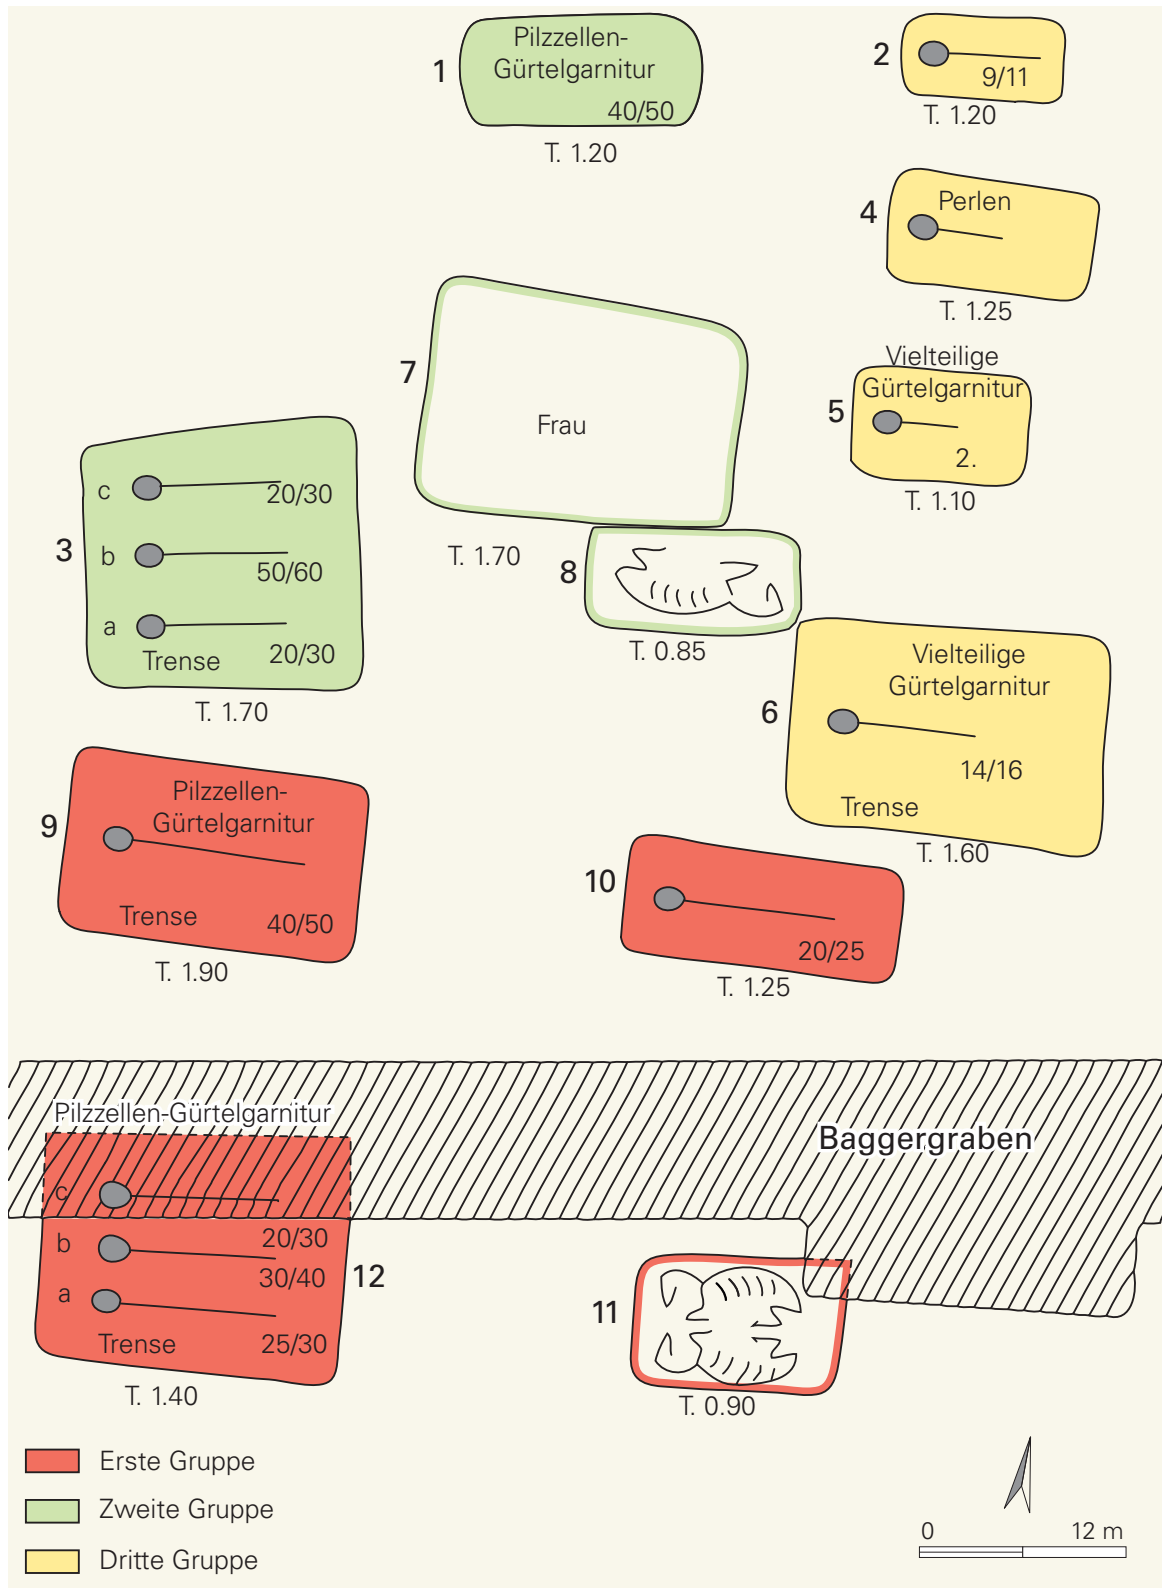 1
Pilzzellen-
Gürtelgarnitur
40/50
T. 1.20
2
9/11
T. 1.20
4
Perlen
T. 1.25
Vielteilige
Gürtelgarnitur
5
2.
T. 1.10
7
Frau
T. 1.70
3
c
20/30
b
50/60
a
20/30
Trense
T. 1.70
8
T. 0.85
6
Vielteilige
Gürtelgarnitur
14/16
Trense
T. 1.60
9
Pilzzellen-
Gürtelgarnitur
Trense
40/50
T. 1.90
10
20/25
T. 1.25
Pilzzellen-Gürtelgarnitur
Baggergraben
c
20/30
b
30/40
12
a
Trense
25/30
T. 1.40
11
T. 0.90
Erste Gruppe
Zweite Gruppe
Dritte Gruppe
0 12 m